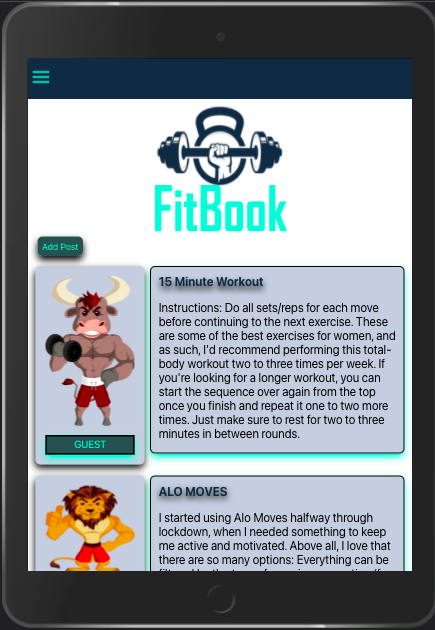 FitBook
Add Post
15 Minute Workout
Instructions: Do all sets/reps for each move
before continuing to the next exercise. These
are some of the best exercises for women, and
as such, I'd recommend performing this total-
body workout two to three times per week. If
you're looking for a longer workout, you can
start the sequence over again from the top
once you finish and repeat it one to two more
times. Just make sure to rest for two to three
minutes in between rounds.
GUEST
ALO MOVES
I started using Alo Moves halfway through
lockdown, when I needed something to keep
me active and motivated. Above all, I love that
there are so many options: Everything can be